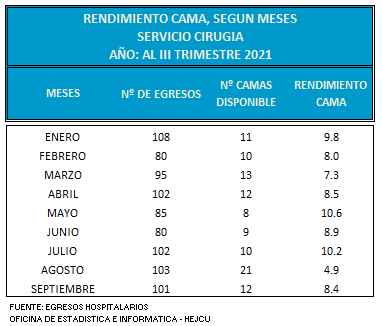 RENDIMIENTO CAMA, SEGUN MESES
SERVICIO CIRUGIA
AÑO: AL III TRIMESTRE 2021
MESES Nº DE EGRESOS Nº CAMAS DISPONIBLE RENDIMIENTO CAMA
ENERO 108 11 9.8
FEBRERO 80 10 8.0
MARZO 95 13 7.3
ABRIL 102 12 8.5
MAYO 85 8 10.6
JUNIO 80 9 8.9
JULIO 102 10 10.2
AGOSTO 103 21 4.9
SEPTIEMBRE 101 12 8.4
FUENTE: EGRESOS HOSPITALARIOS
OFICINA DE ESTADISTICA E INFORMATICA - HEJCU